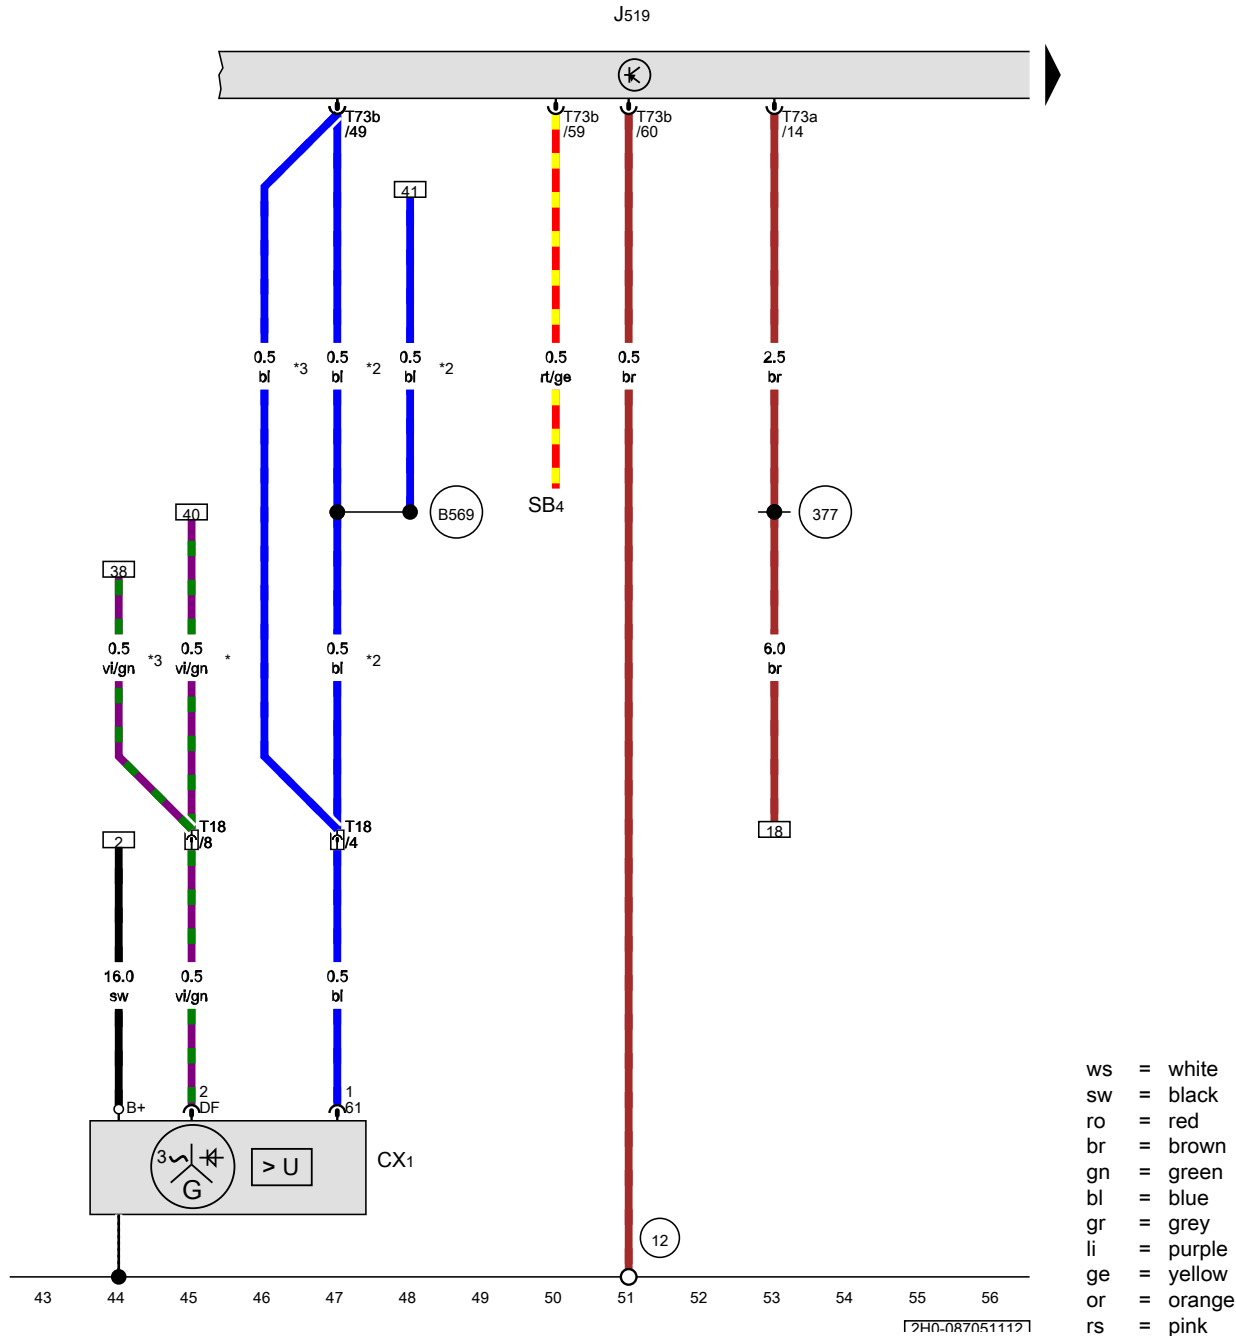 J519
T73b
/49
T73b
/59
T73b
/60
T73a
/14
41
0.5
bl
*3
0.5
bl
*2
0.5
bl
*2
0.5
rt/ge
0.5
br
2.5
br
40
B569
SB4
377
38
0.5
vi/gn
*3
0.5
vi/gn
*
0.5
bl
*2
6.0
br
2
T18
/8
T18
/4
18
16.0
sw
0.5
vi/gn
0.5
bl
B+
2
DF
1
61
3
G
> U
CX1
12
43 44 45 46 47 48 49 50 51 52 53 54 55 56
2H0-087051112
ws = white
sw = black
ro = red
br = brown
gn = green
bl = blue
gr = grey
li = purple
ge = yellow
or = orange
rs = pink